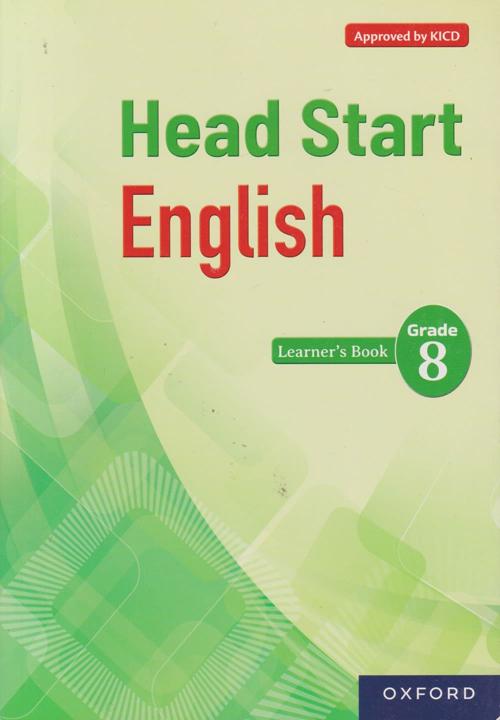 Approved by KICD
Head Start
English
Learner's Book
Grade
8
OXFORD